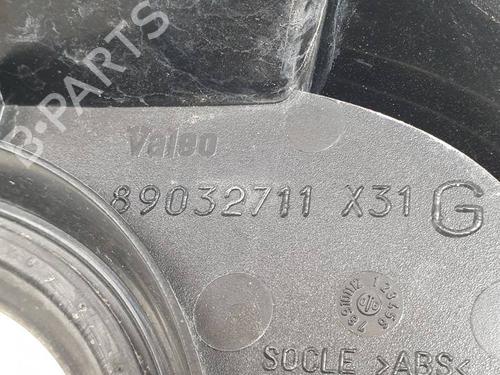 B-PARTS
Valeo
89032711 X31 G
SOCLE >ABS<